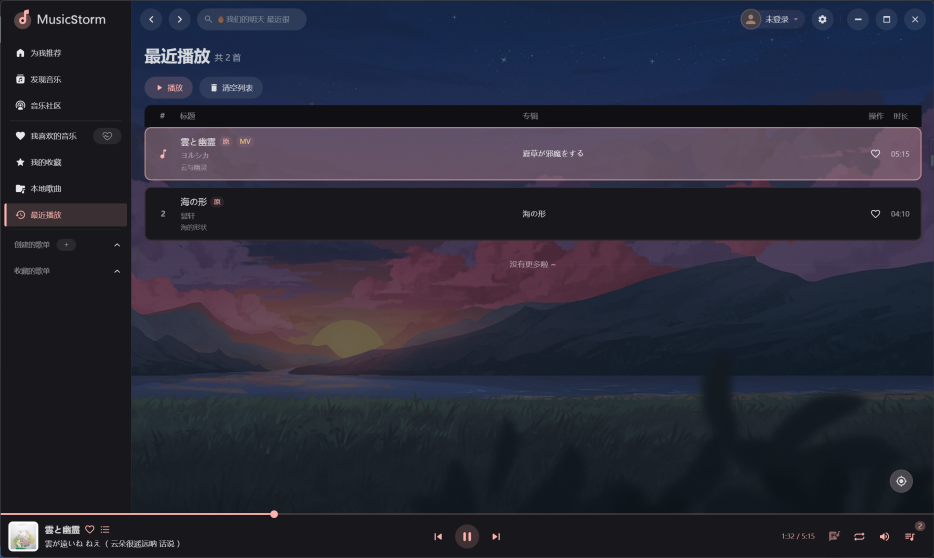 MusicStorm
我们的明天 最近很
未登录
为我推荐
发现音乐
音乐社区
我喜欢的音乐
我的收藏
本地歌曲
最近播放
创建的歌单 +
收藏的歌单
最近播放 共 2 首
播放 清空列表
# 标题 专辑 操作 时长
雲と幽霊 原 MV
ヨルシカ
云与幽灵
夏草が邪魔をする
05:15
2
海の形 原
海的形状
海の形
04:10
没有更多啦 ~
雲と幽霊
雲が遠いね ねえ（ 云朵很遥远呐 话说 ）
1:32 / 5:15
2